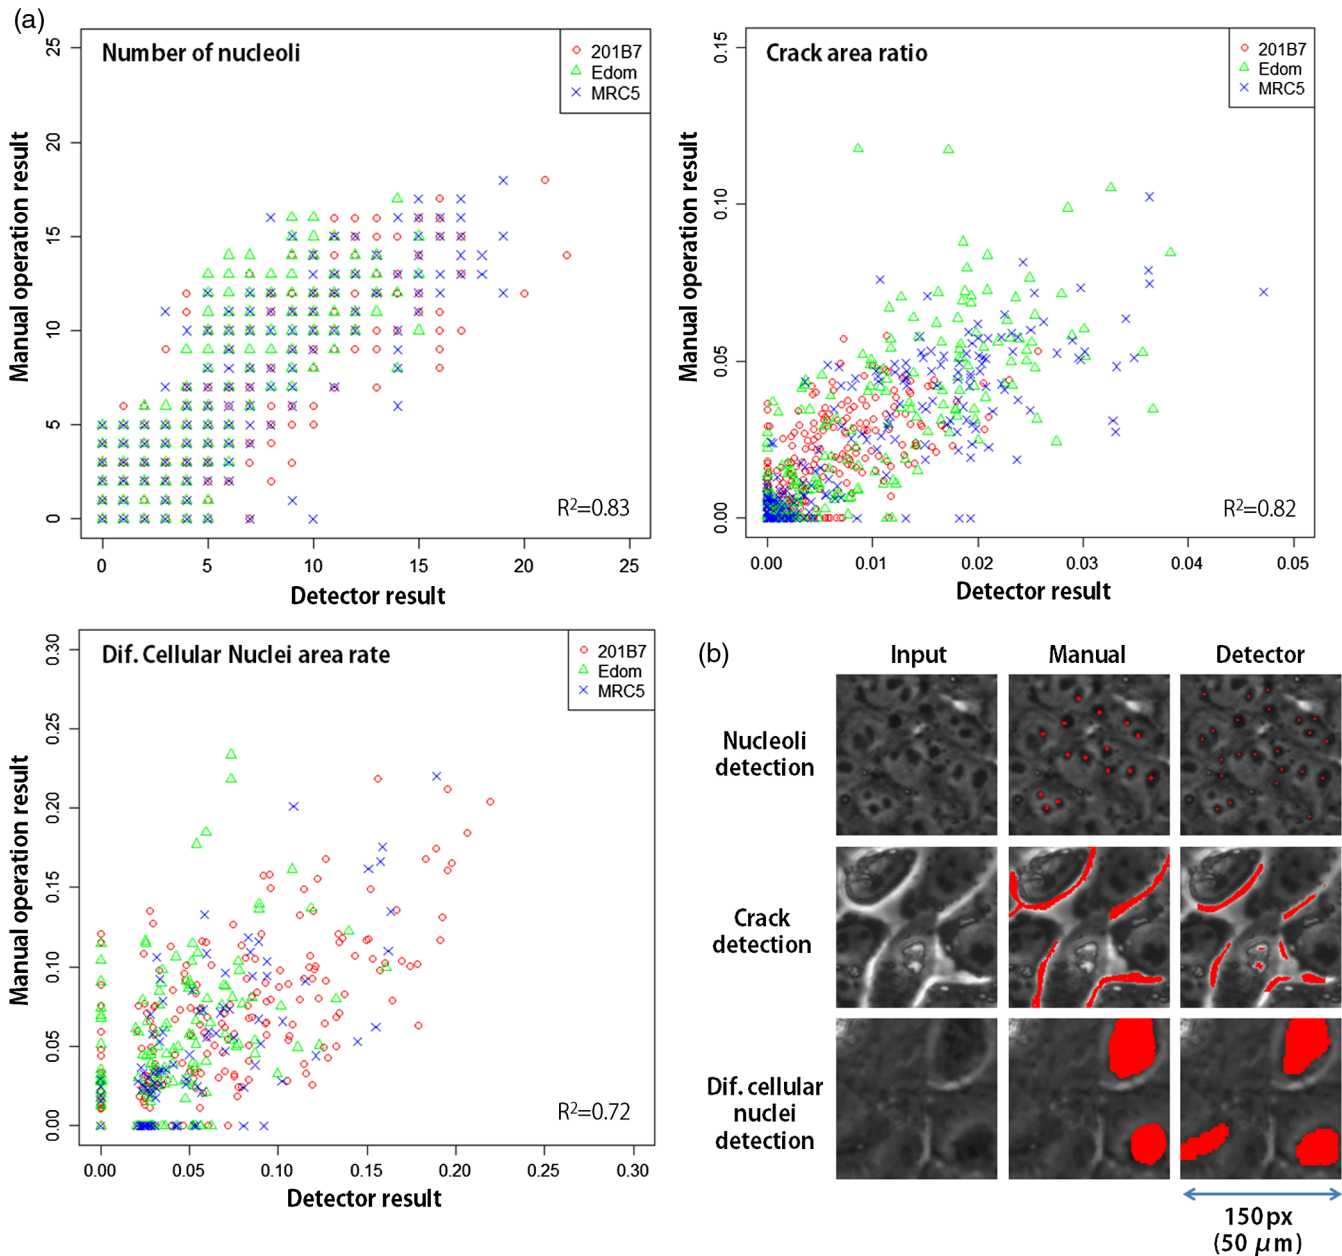 (a)
Number of nucleoli
201B7
Edom
MRC5
Manual operation result
25
20
15
10
5
0
R²=0.83
0 5 10 15 20 25
Detector result
Crack area ratio
201B7
Edom
MRC5
Manual operation result
0.15
0.10
0.05
0.00
R²=0.82
0.00 0.01 0.02 0.03 0.04 0.05
Detector result
Dif. Cellular Nuclei area rate
201B7
Edom
MRC5
Manual operation result
0.30
0.25
0.20
0.15
0.10
0.05
0.00
R²=0.72
0.00 0.05 0.10 0.15 0.20 0.25 0.30
Detector result
(b)
Input Manual Detector
Nucleoli
detection
Crack
detection
Dif. cellular
nuclei
detection
150px
(50 μm)